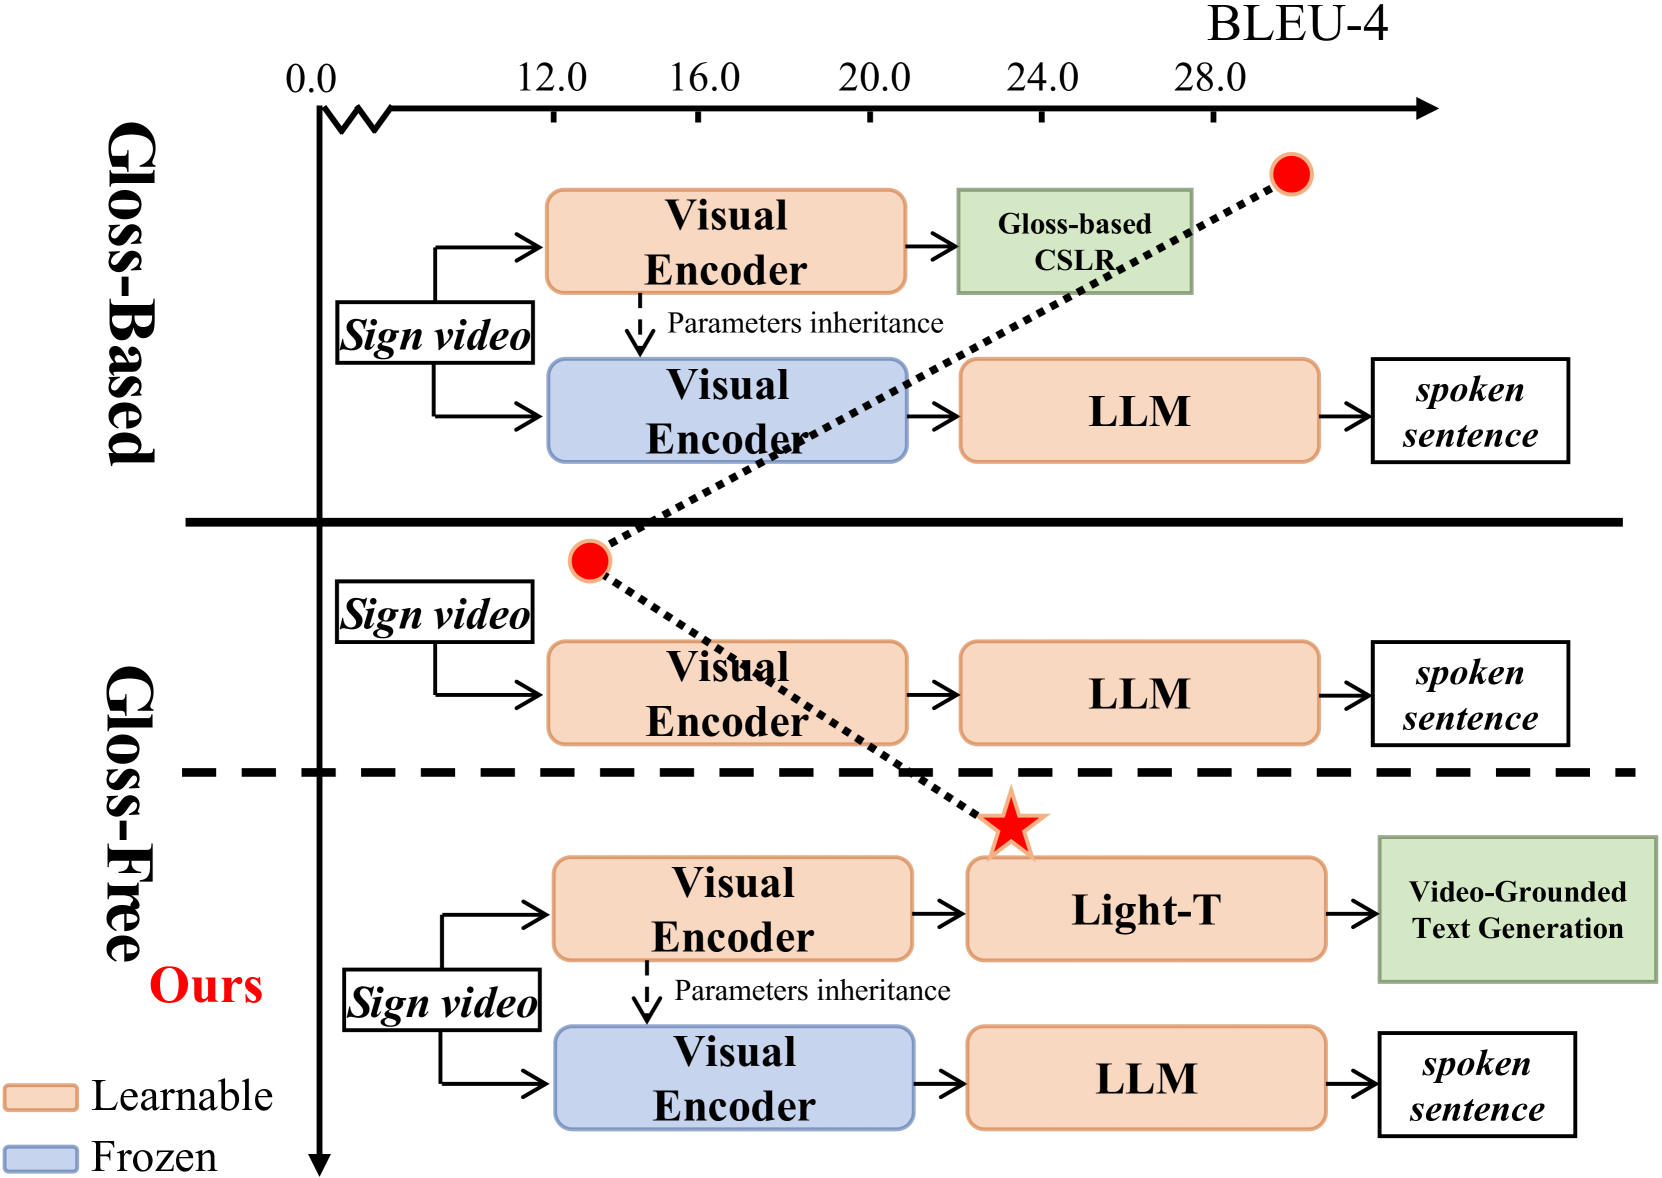 BLEU-4
0.0 12.0 16.0 20.0 24.0 28.0
Gloss-Based
Visual
Encoder
Gloss-based
CSLR
Sign video
Parameters inheritance
Visual
Encoder
LLM
spoken
sentence
Gloss-Free
Sign video
Visual
Encoder
LLM
spoken
sentence
Ours
Visual
Encoder
Light-T
Video-Grounded
Text Generation
Sign video
Parameters inheritance
Visual
Encoder
LLM
spoken
sentence
Learnable
Frozen